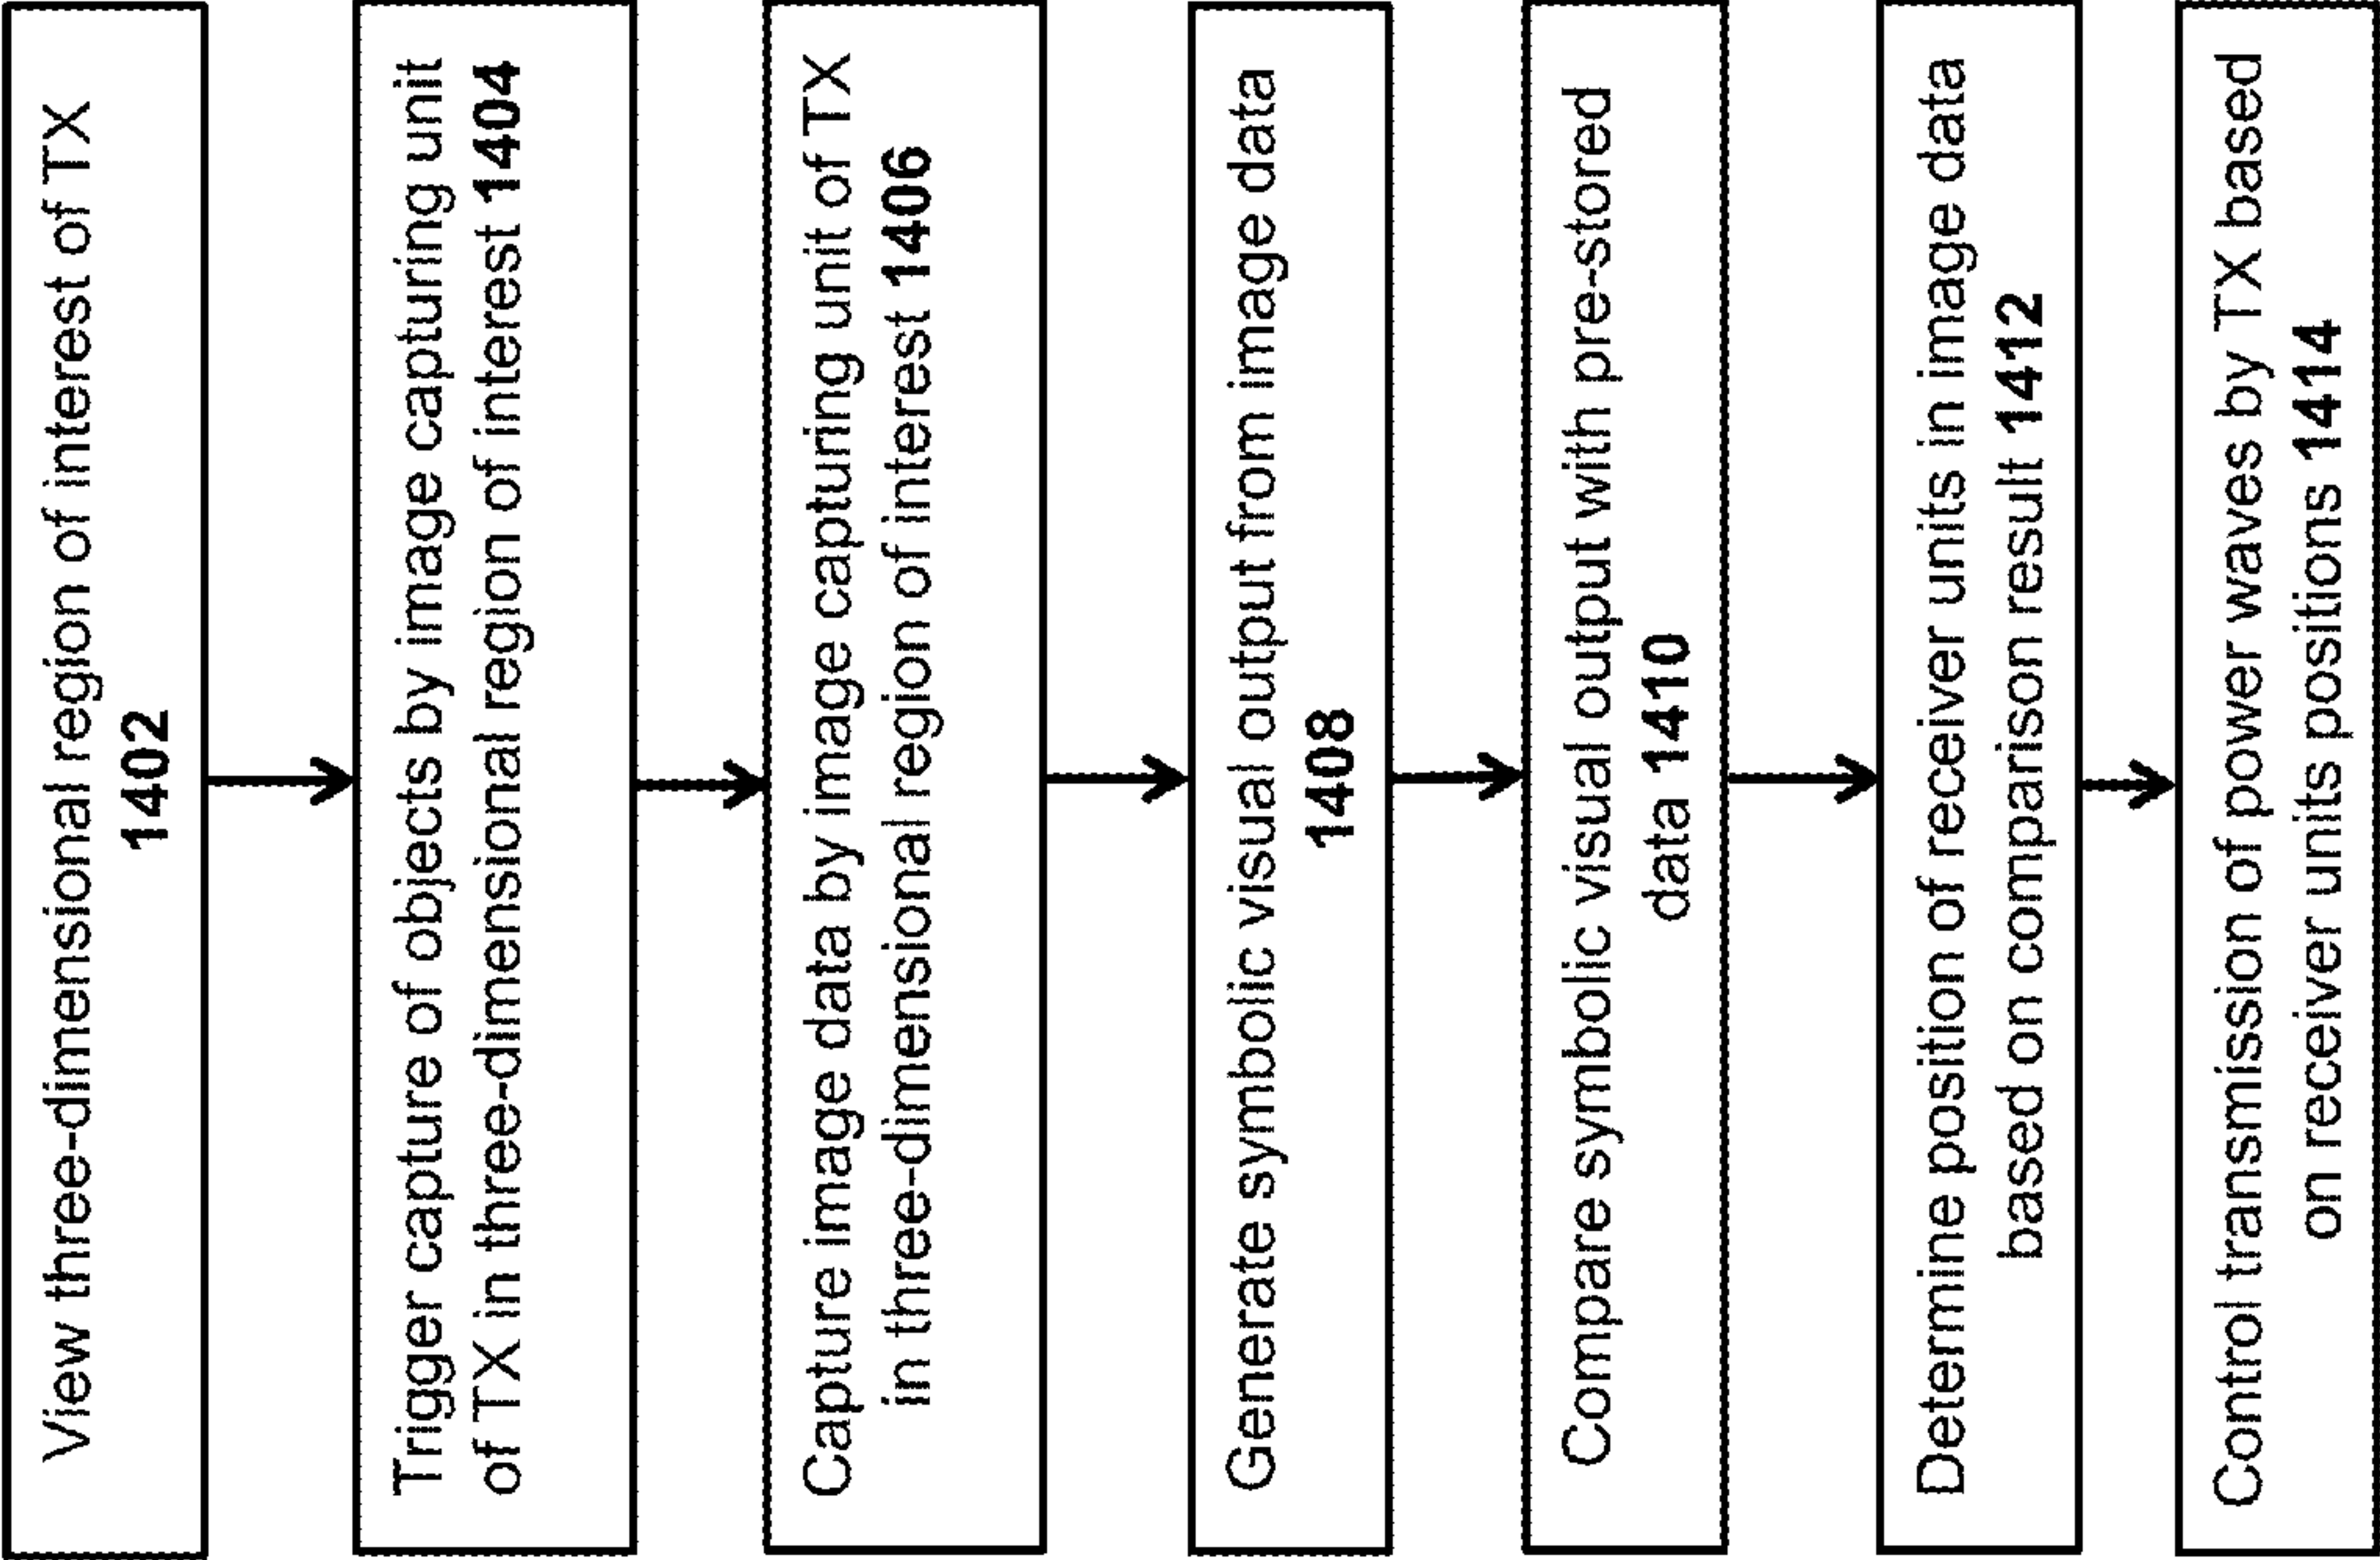 View three-dimensional region of interest of TX
1402
Trigger capture of objects by image capturing unit
of TX in three-dimensional region of interest 1404
Capture image data by image capturing unit of TX
in three-dimensional region of interest 1406
Generate symbolic visual output from image data
1408
Compare symbolic visual output with pre-stored
data 1410
Determine position of receiver units in image data
based on comparison result 1412
Control transmission of power waves by TX based
on receiver units positions 1414